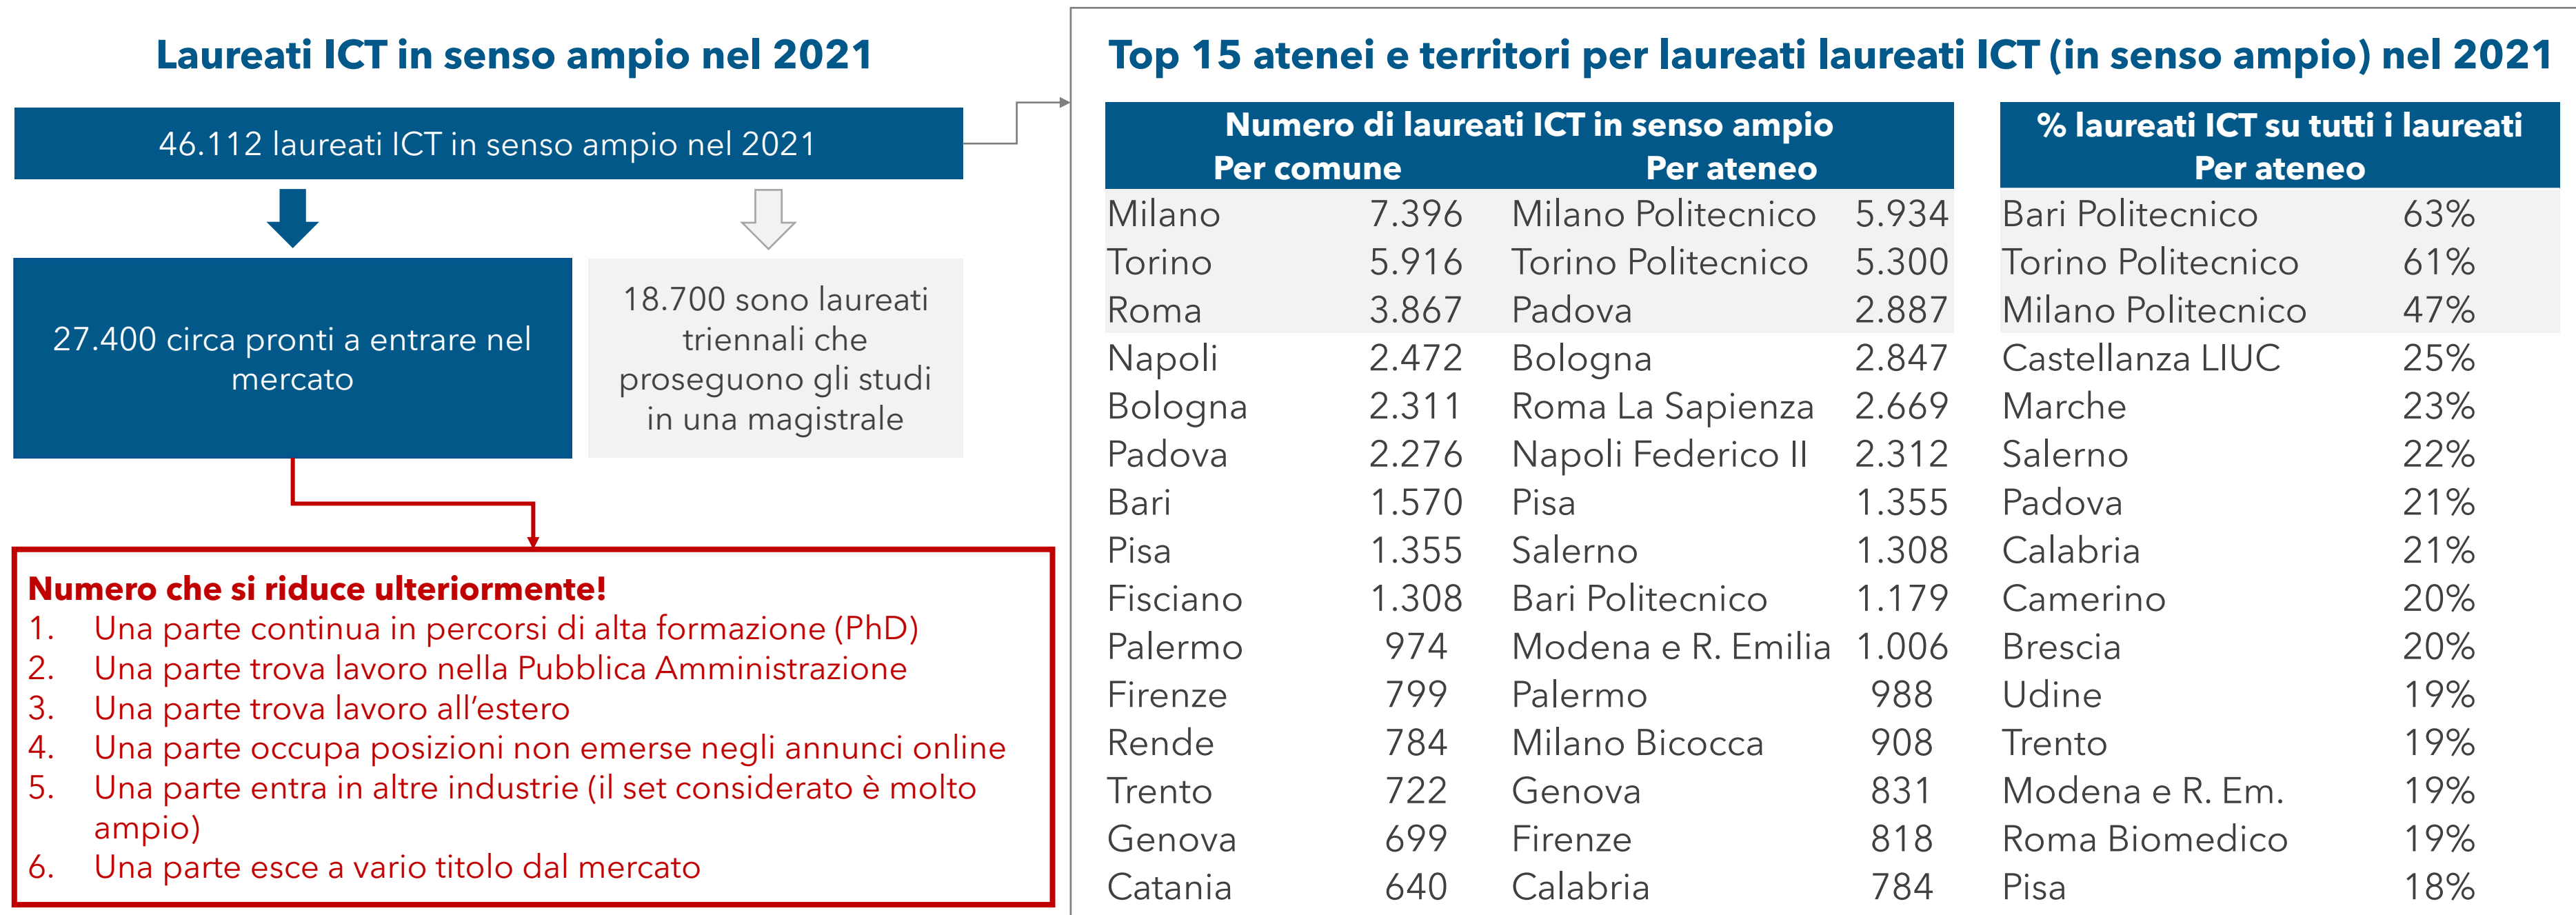 Laureati ICT in senso ampio nel 2021
46.112 laureati ICT in senso ampio nel 2021
27.400 circa pronti a entrare nel
mercato
18.700 sono laureati
triennali che
proseguono gli studi
in una magistrale
Numero che si riduce ulteriormente!
1. Una parte continua in percorsi di alta formazione (PhD)
2. Una parte trova lavoro nella Pubblica Amministrazione
3. Una parte trova lavoro all’estero
4. Una parte occupa posizioni non emerse negli annunci online
5. Una parte entra in altre industrie (il set considerato è molto
ampio)
6. Una parte esce a vario titolo dal mercato
Top 15 atenei e territori per laureati laureati ICT (in senso ampio) nel 2021
Numero di laureati ICT in senso ampio
Per comune Per ateneo
Milano 7.396 Milano Politecnico 5.934
Torino 5.916 Torino Politecnico 5.300
Roma 3.867 Padova 2.887
Napoli 2.472 Bologna 2.847
Bologna 2.311 Roma La Sapienza 2.669
Padova 2.276 Napoli Federico II 2.312
Bari 1.570 Pisa 1.355
Pisa 1.355 Salerno 1.308
Fisciano 1.308 Bari Politecnico 1.179
Palermo 974 Modena e R. Emilia 1.006
Firenze 799 Palermo 988
Rende 784 Milano Bicocca 908
Trento 722 Genova 831
Genova 699 Firenze 818
Catania 640 Calabria 784
% laureati ICT su tutti i laureati
Per ateneo
Bari Politecnico 63%
Torino Politecnico 61%
Milano Politecnico 47%
Castellanza LIUC 25%
Marche 23%
Salerno 22%
Padova 21%
Calabria 21%
Camerino 20%
Brescia 20%
Udine 19%
Trento 19%
Modena e R. Em. 19%
Roma Biomedico 19%
Pisa 18%